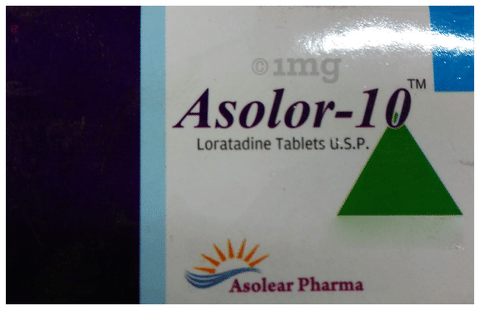 ©1mg
Asolor-10™
Loratadine Tablets U.S.P.
Asolear Pharma